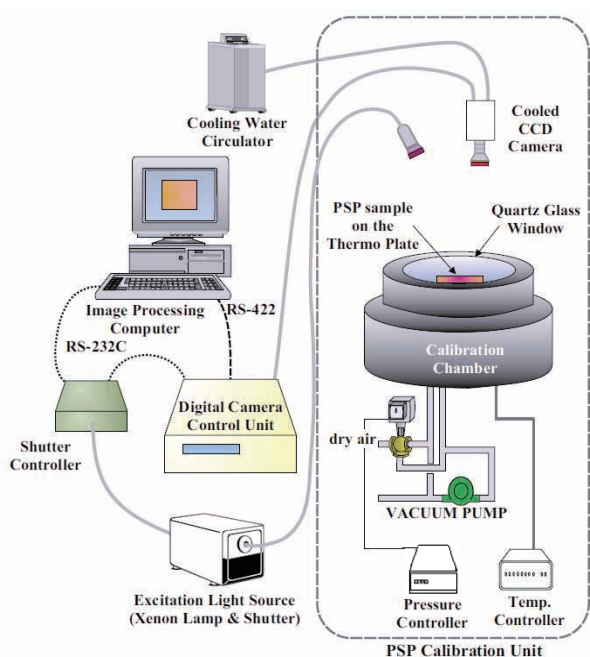 Cooling Water
Circulator
Cooled
CCD
Camera
PSP sample
on the
Thermo Plate
Quartz Glass
Window
Image Processing
Computer
RS-422
RS-232C
Calibration
Chamber
Digital Camera
Control Unit
Shutter
Controller
dry air
VACUUM PUMP
Excitation Light Source
(Xenon Lamp & Shutter)
Pressure
Controller
Temp.
Controller
PSP Calibration Unit